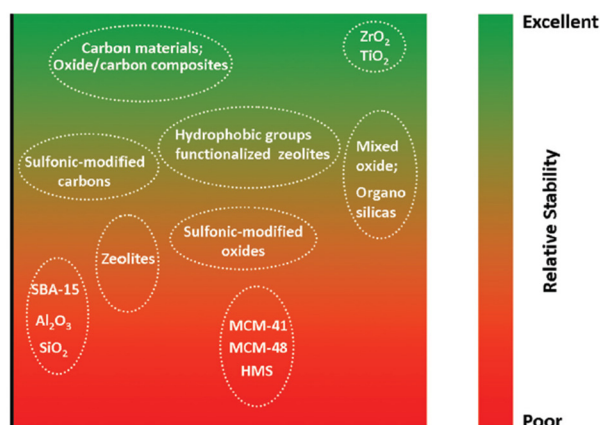 Carbon materials;
Oxide/carbon composites
ZrO₂
TiO₂
Hydrophobic groups
functionalized zeolites
Sulfonic-modified
carbons
Mixed
oxide;
Organo
silicas
Sulfonic-modified
oxides
Zeolites
SBA-15
Al₂O₃
SiO₂
MCM-41
MCM-48
HMS
Excellent
Relative Stability
Poor